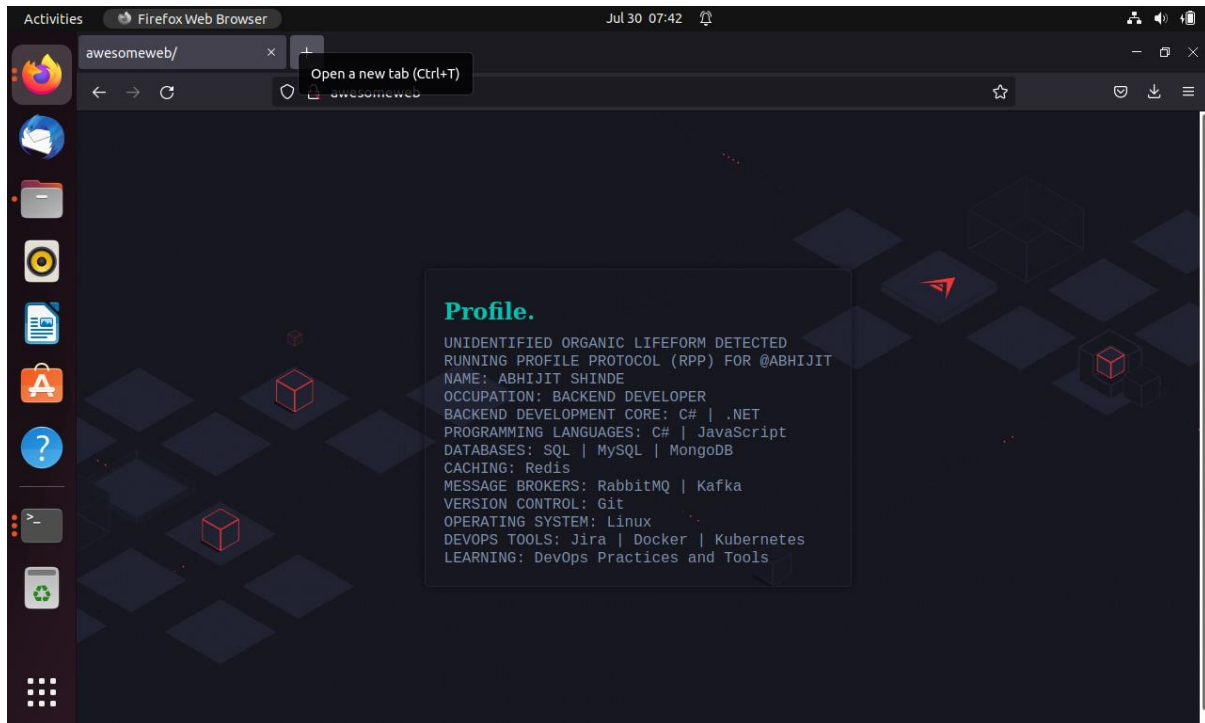 Activities Firefox Web Browser Jul 30 07:42
awesomeweb/
Open a new tab (Ctrl+T)
awesomeweb
Profile.
UNIDENTIFIED ORGANIC LIFEFORM DETECTED
RUNNING PROFILE PROTOCOL (RPP) FOR @ABHIJIT
NAME: ABHIJIT SHINDE
OCCUPATION: BACKEND DEVELOPER
BACKEND DEVELOPMENT CORE: C# | .NET
PROGRAMMING LANGUAGES: C# | JavaScript
DATABASES: SQL | MySQL | MongoDB
CACHING: Redis
MESSAGE BROKERS: RabbitMQ | Kafka
VERSION CONTROL: Git
OPERATING SYSTEM: Linux
DEVOPS TOOLS: Jira | Docker | Kubernetes
LEARNING: DevOps Practices and Tools